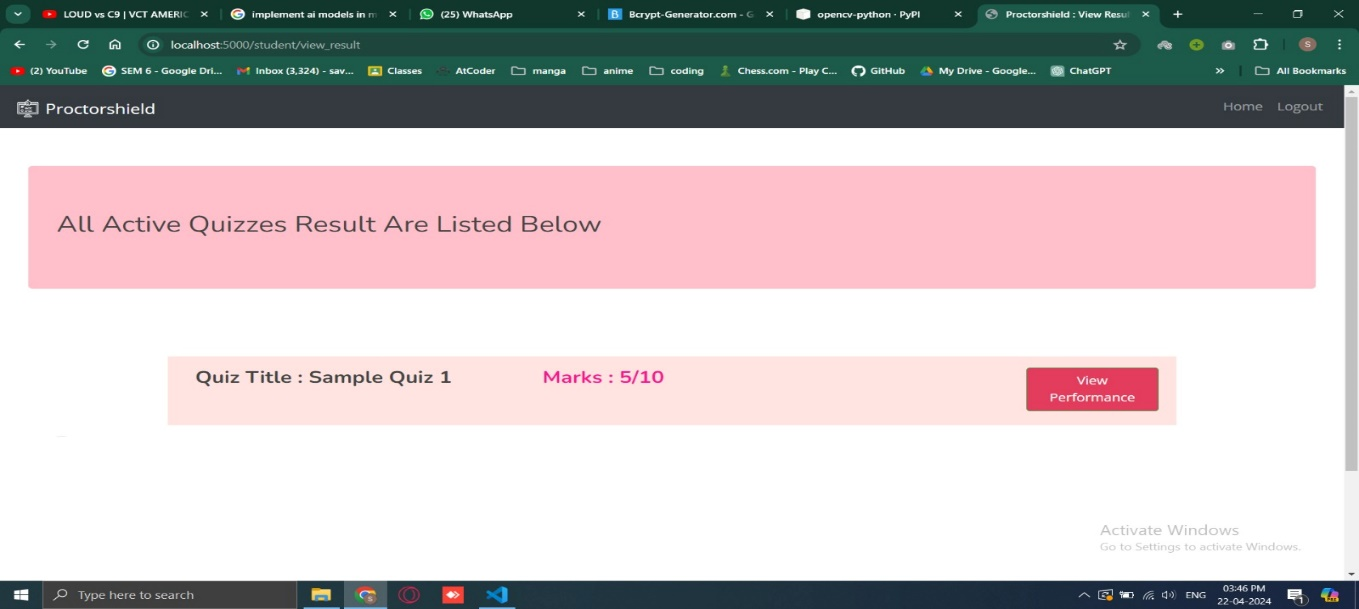 LOUD vs C9 | VCT AMERIC
implement ai models in m
(25) WhatsApp
Bcrypt-Generator.com - G
opencv-python · PyPI
Proctorshield : View Resul
localhost:5000/student/view_result
S
(2) YouTube
SEM 6 - Google Dri...
Inbox (3,324) - sav...
Classes
AtCoder
manga
anime
coding
Chess.com - Play C...
GitHub
My Drive - Google...
ChatGPT
»
All Bookmarks
Proctorshield
Home
Logout
All Active Quizzes Result Are Listed Below
Quiz Title : Sample Quiz 1
Marks : 5/10
View
Performance
Activate Windows
Go to Settings to activate Windows.
Type here to search
ENG
03:46 PM
22-04-2024